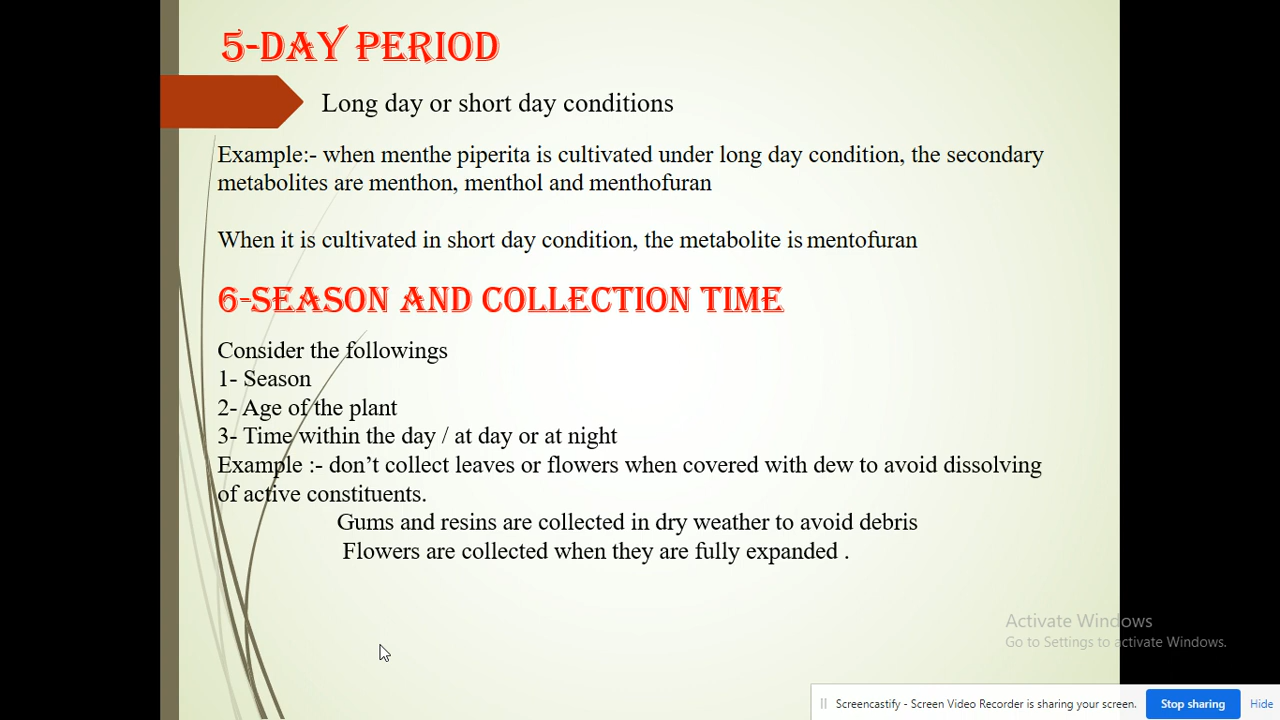 5-DAY PERIOD
Long day or short day conditions
Example:- when menthe piperita is cultivated under long day condition, the secondary
metabolites are menthon, menthol and menthofuran
When it is cultivated in short day condition, the metabolite is mentofuran
6-SEASON AND COLLECTION TIME
Consider the followings
1- Season
2- Age of the plant
3- Time within the day / at day or at night
Example :- don’t collect leaves or flowers when covered with dew to avoid dissolving
of active constituents.
Gums and resins are collected in dry weather to avoid debris
Flowers are collected when they are fully expanded .
Activate Windows
Go to Settings to activate Windows.
Screencastify - Screen Video Recorder is sharing your screen. Stop sharing Hide